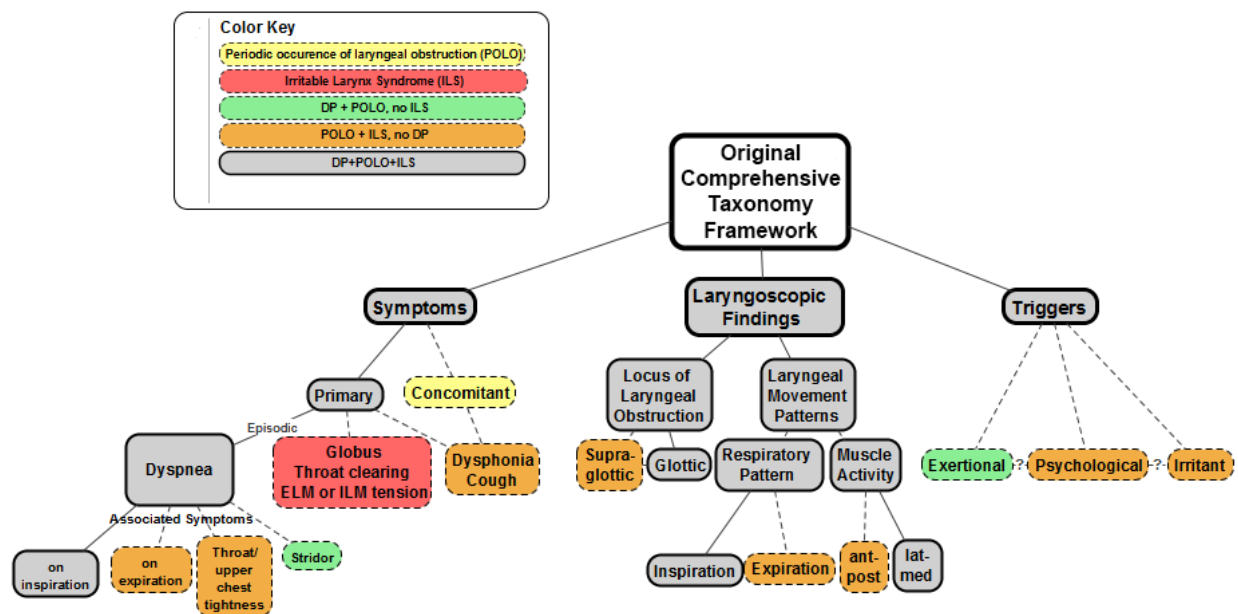 Color Key
Periodic occurence of laryngeal obstruction (POLO)
Irritable Larynx Syndrome (ILS)
DP + POLO, no ILS
POLO + ILS, no DP
DP+POLO+ILS
Original
Comprehensive
Taxonomy
Framework
Symptoms
Laryngoscopic
Findings
Triggers
Primary
Concomitant
Locus of
Laryngeal
Obstruction
Laryngeal
Movement
Patterns
Episodic
Dyspnea
Globus
Throat clearing
ELM or ILM tension
Dysphonia
Cough
Supra-
glottic
Glottic
Respiratory
Pattern
Muscle
Activity
Exertional
-?-
Psychological
-?-
Irritant
Associated Symptoms
on
inspiration
on
expiration
Throat/
upper
chest
tightness
Stridor
Inspiration
Expiration
ant-
post
lat-
med